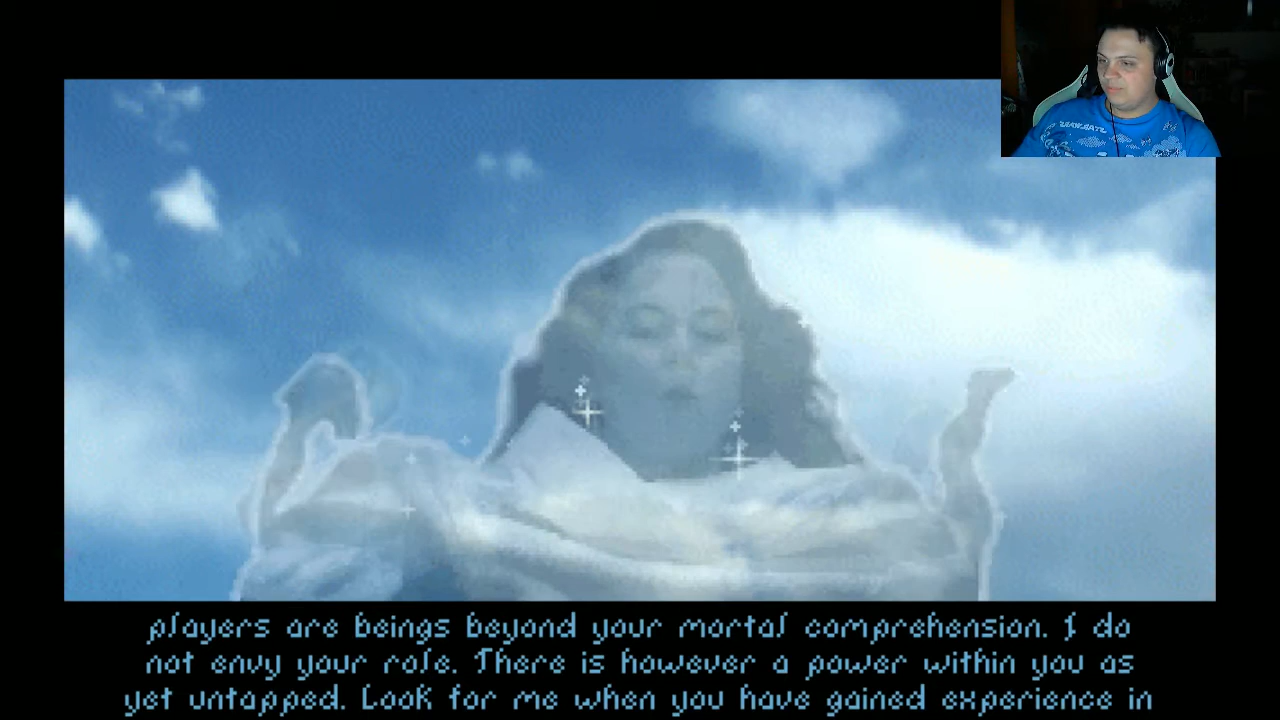 players are beings beyond your mortal comprehension. I do
not envy your role. There is however a power within you as
yet untapped. Look for me when you have gained experience in